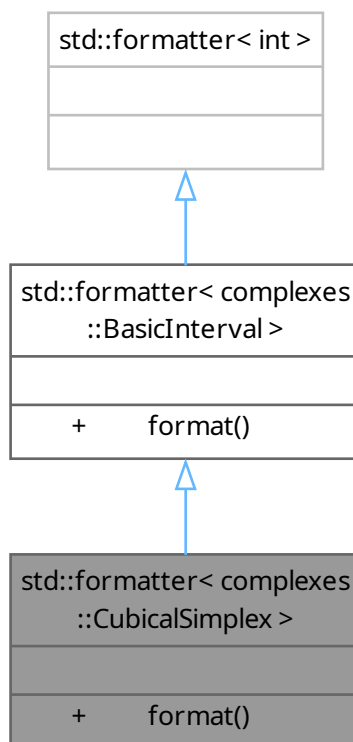 std::formatter< int >
std::formatter< complexes
::BasicInterval >
+ format()
std::formatter< complexes
::CubicalSimplex >
+ format()